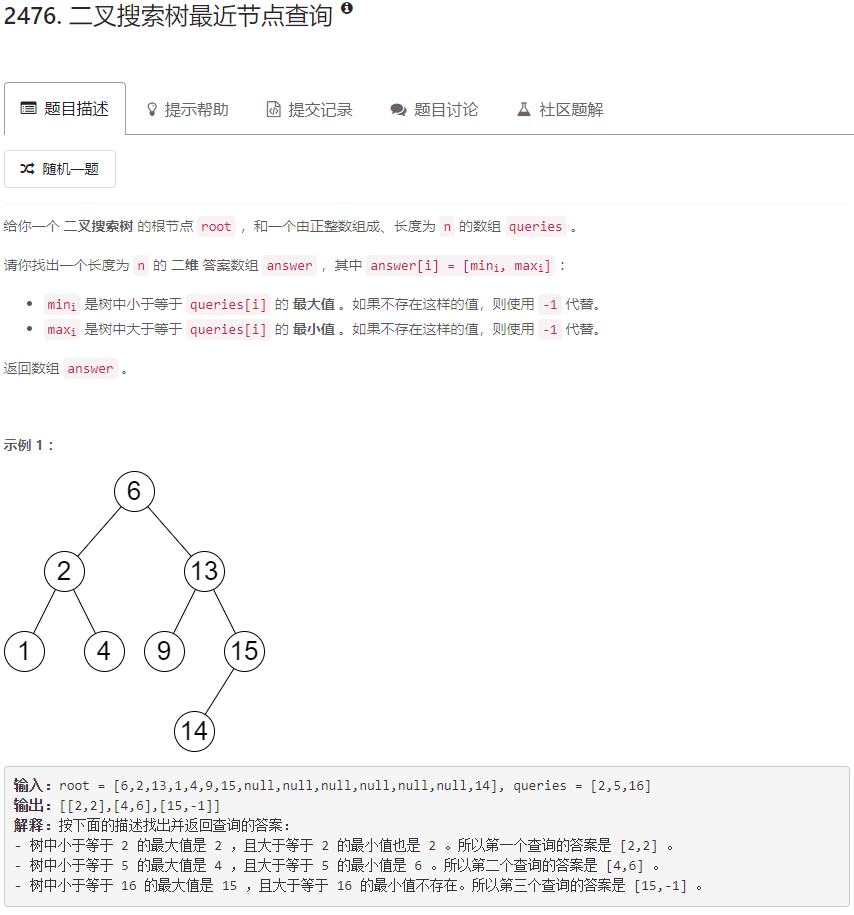 2476. 二叉搜索树最近节点查询
题目描述 提示帮助 提交记录 题目讨论 社区题解
随机一题
给你一个 二叉搜索树 的根节点 root ，和一个由正整数组成、长度为 n 的数组 queries 。
请你找出一个长度为 n 的 二维 答案数组 answer ，其中 answer[i] = [mini, maxi] ：
• mini 是树中小于等于 queries[i] 的 最大值 。如果不存在这样的值，则使用 -1 代替。
• maxi 是树中大于等于 queries[i] 的 最小值 。如果不存在这样的值，则使用 -1 代替。
返回数组 answer 。
示例 1 ：
6
2 13
1 4 9 15
14
输入：root = [6,2,13,1,4,9,15,null,null,null,null,null,null,14], queries = [2,5,16]
输出：[[2,2],[4,6],[15,-1]]
解释：按下面的描述找出并返回查询的答案：
- 树中小于等于 2 的最大值是 2 ，且大于等于 2 的最小值也是 2 。所以第一个查询的答案是 [2,2] 。
- 树中小于等于 5 的最大值是 4 ，且大于等于 5 的最小值是 6 。所以第二个查询的答案是 [4,6] 。
- 树中小于等于 16 的最大值是 15 ，且大于等于 16 的最小值不存在。所以第三个查询的答案是 [15,-1] 。